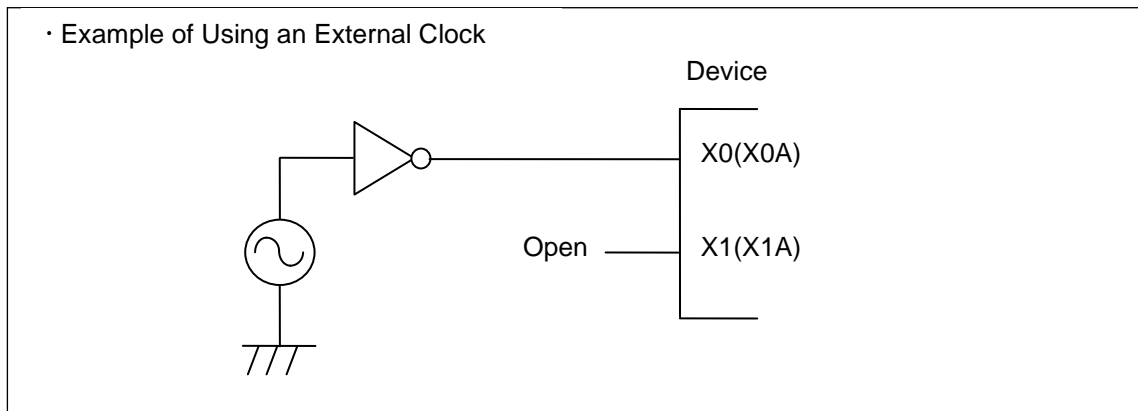 · Example of Using an External Clock
Device
X0(X0A)
Open
X1(X1A)